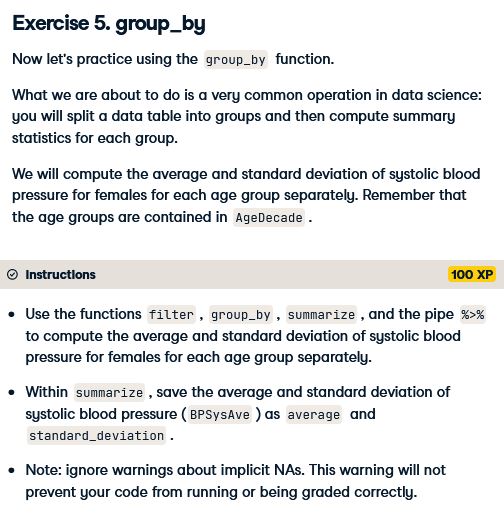 Exercise 5. group_by
Now let's practice using the group_by function.
What we are about to do is a very common operation in data science:
you will split a data table into groups and then compute summary
statistics for each group.
We will compute the average and standard deviation of systolic blood
pressure for females for each age group separately. Remember that
the age groups are contained in AgeDecade.
Instructions 100 XP
• Use the functions filter, group_by, summarize, and the pipe %>%
to compute the average and standard deviation of systolic blood
pressure for females for each age group separately.
• Within summarize, save the average and standard deviation of
systolic blood pressure (BPSysAve) as average and
standard_deviation.
• Note: ignore warnings about implicit NAs. This warning will not
prevent your code from running or being graded correctly.